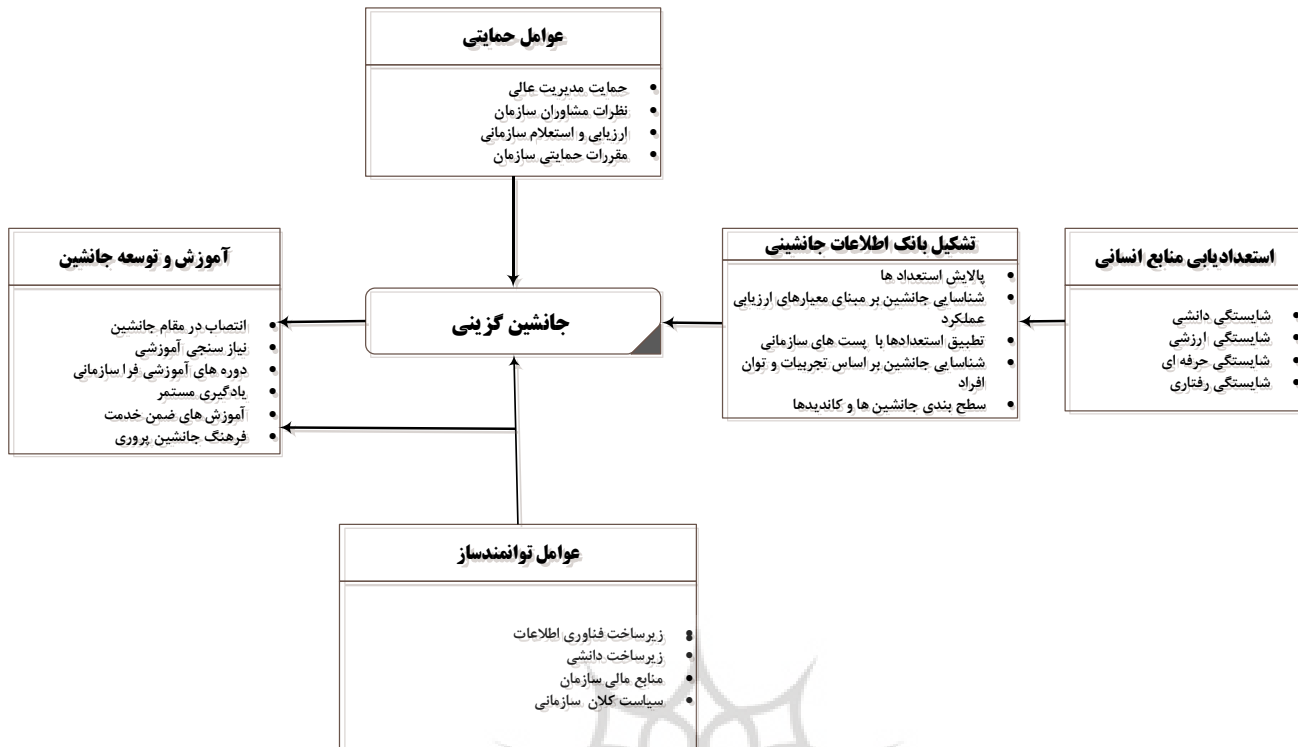 عوامل حمایتی
• حمایت مدیریت عالی
• نظرات مشاوران سازمان
• ارزیابی و استعلام سازمانی
• مقررات حمایتی سازمان
استعدادیابی منابع انسانی
• شایستگی دانشی
• شایستگی ارزشی
• شایستگی حرفه ای
• شایستگی رفتاری
تشکیل بانک اطلاعات جانشینی
• پالایش استعداد ها
• شناسایی جانشین بر مبنای معیارهای ارزیابی
عملکرد
• تطبیق استعدادها با پست های سازمانی
• شناسایی جانشین بر اساس تجربیات و توان
افراد
• سطح بندی جانشین ها و کاندیدها
جانشین گزینی
آموزش و توسعه جانشین
• انتصاب در مقام جانشین
• نیاز سنجی آموزشی
• دوره های آموزشی فرا سازمانی
• یادگیری مستمر
• آموزش های ضمن خدمت
• فرهنگ جانشین پروری
عوامل توانمندساز
• زیرساخت فناوری اطلاعات
• زیرساخت دانشی
• منابع مالی سازمان
• سیاست کلان سازمانی